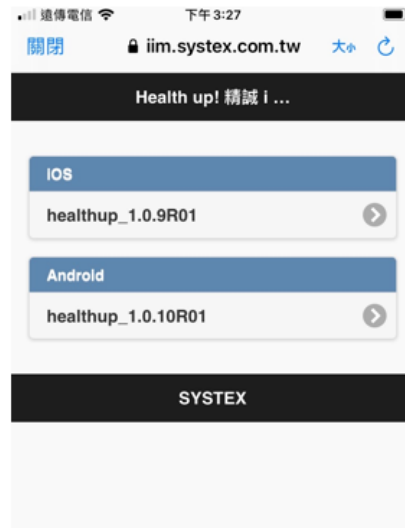 遠傳電信 下午3:27
關閉 iim.systex.com.tw 大小
Health up! 精誠 i ...
iOS
healthup_1.0.9R01
Android
healthup_1.0.10R01
SYSTEX